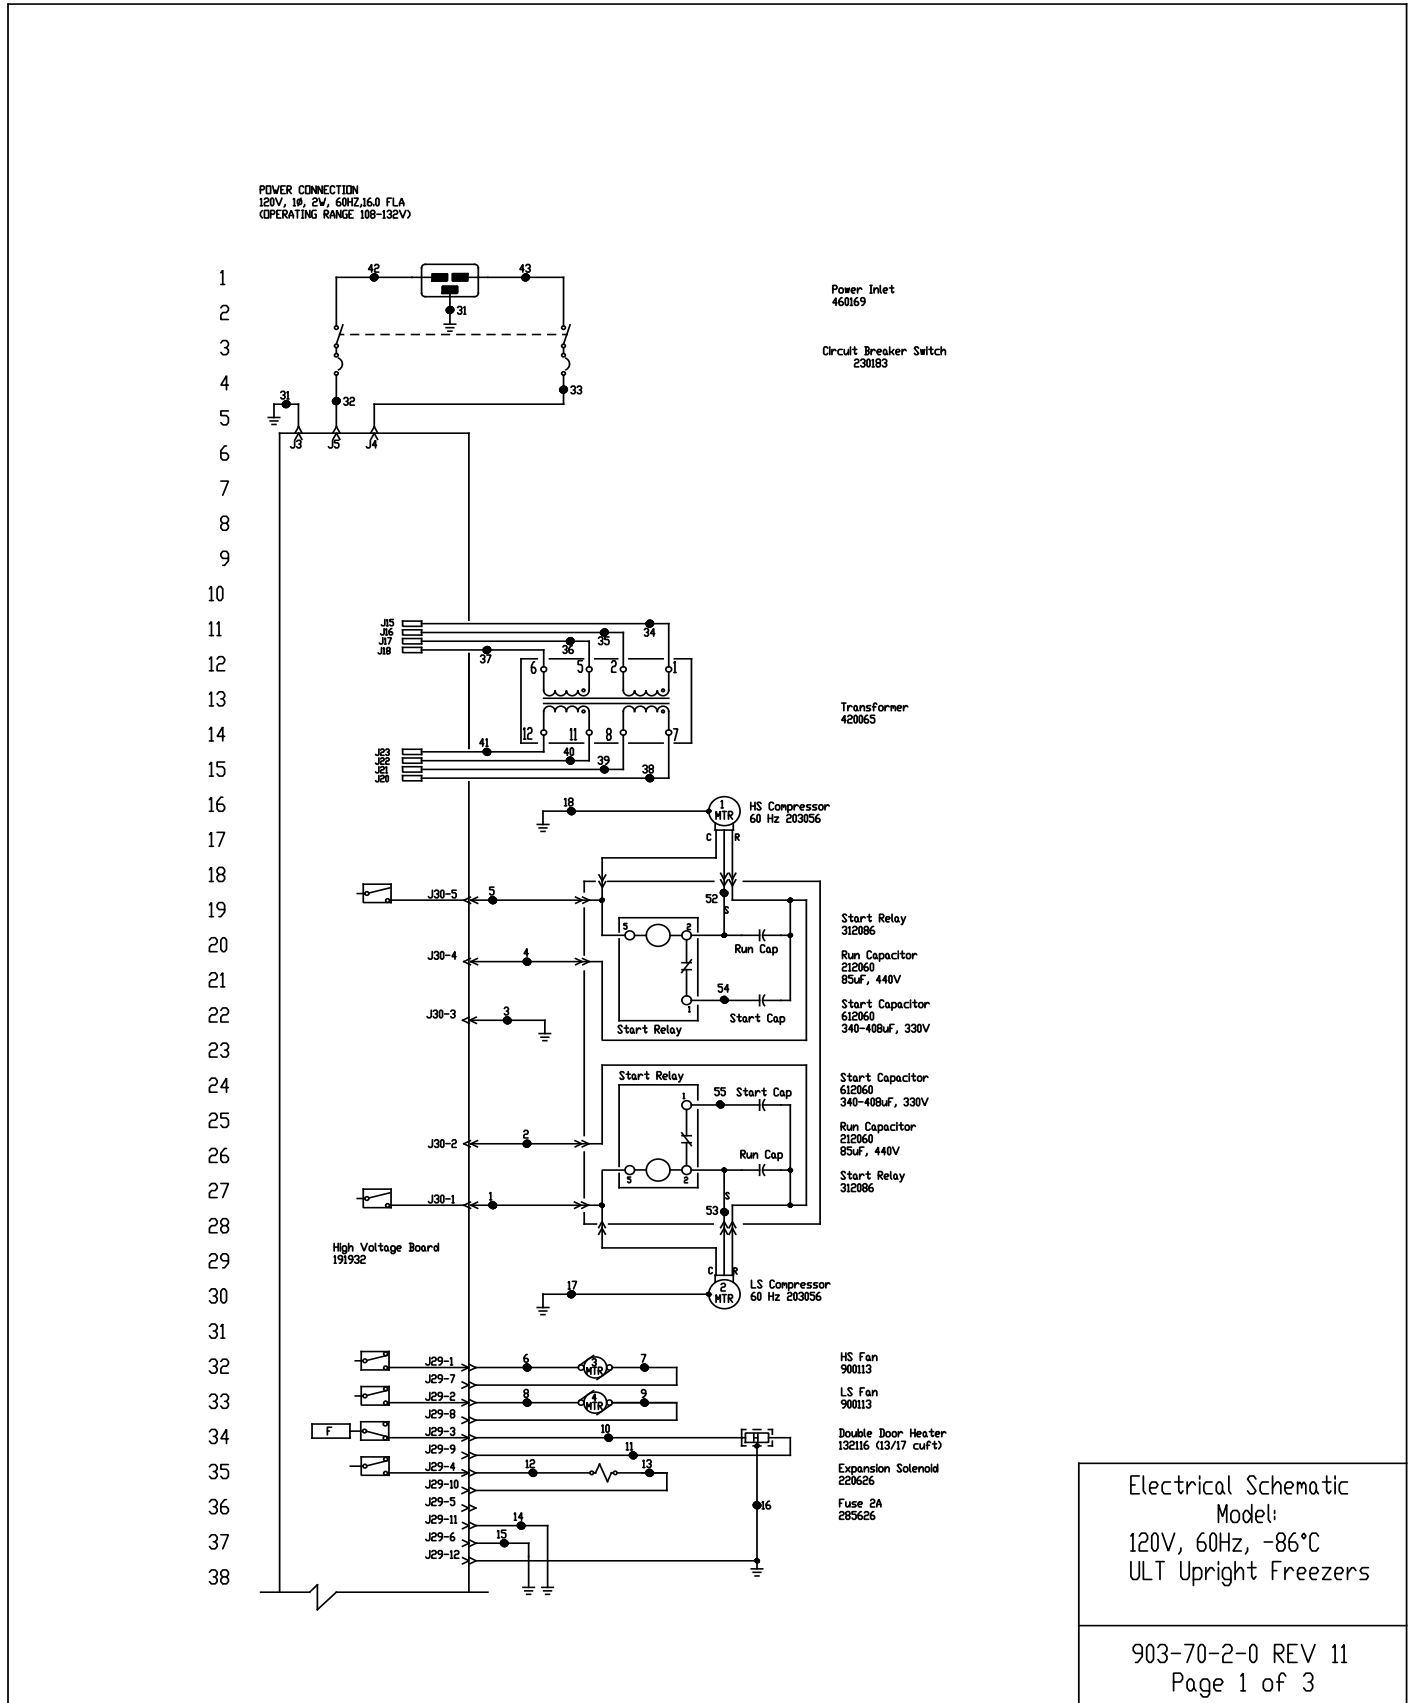 POWER CONNECTION
120V, 1ø, 2W, 60HZ,16.0 FLA
(OPERATING RANGE 108-132V)
1
42
43
Power Inlet
460169
2
31
3
Circuit Breaker Switch
230183
4
33
31
32
5
J3
J5
J4
6
7
8
9
10
11
J15
J16
J17
J18
34
35
36
37
12
6
5
2
1
13
Transformer
420065
14
12
11
8
7
41
40
39
38
15
J23
J22
J21
J20
16
18
1
MTR
HS Compressor
60 Hz 203056
17
C
R
18
J30-5
5
52
S
19
Start Relay
312086
20
5
2
Run Cap
J30-4
4
Run Capacitor
212060
85uF, 440V
21
54
1
Start Cap
Start Capacitor
612060
340-408uF, 330V
22
J30-3
3
Start Relay
23
24
Start Relay
Start Capacitor
612060
340-408uF, 330V
1
55
Start Cap
25
Run Capacitor
212060
85uF, 440V
J30-2
2
26
Run Cap
5
2
Start Relay
312086
27
J30-1
1
S
53
28
High Voltage Board
191932
29
C
R
30
17
2
MTR
LS Compressor
60 Hz 203056
31
32
J29-1
6
3
MTR
7
HS Fan
900113
J29-7
33
J29-2
8
4
MTR
9
LS Fan
900113
J29-8
34
F
J29-3
10
Double Door Heater
132116 (13/17 cuft)
J29-9
11
35
J29-4
12
13
Expansion Solenoid
220626
J29-10
36
J29-5
16
Fuse 2A
285626
J29-11
14
37
J29-6
15
J29-12
38
Electrical Schematic
Model:
120V, 60Hz, -86°C
ULT Upright Freezers
903-70-2-0 REV 11
Page 1 of 3